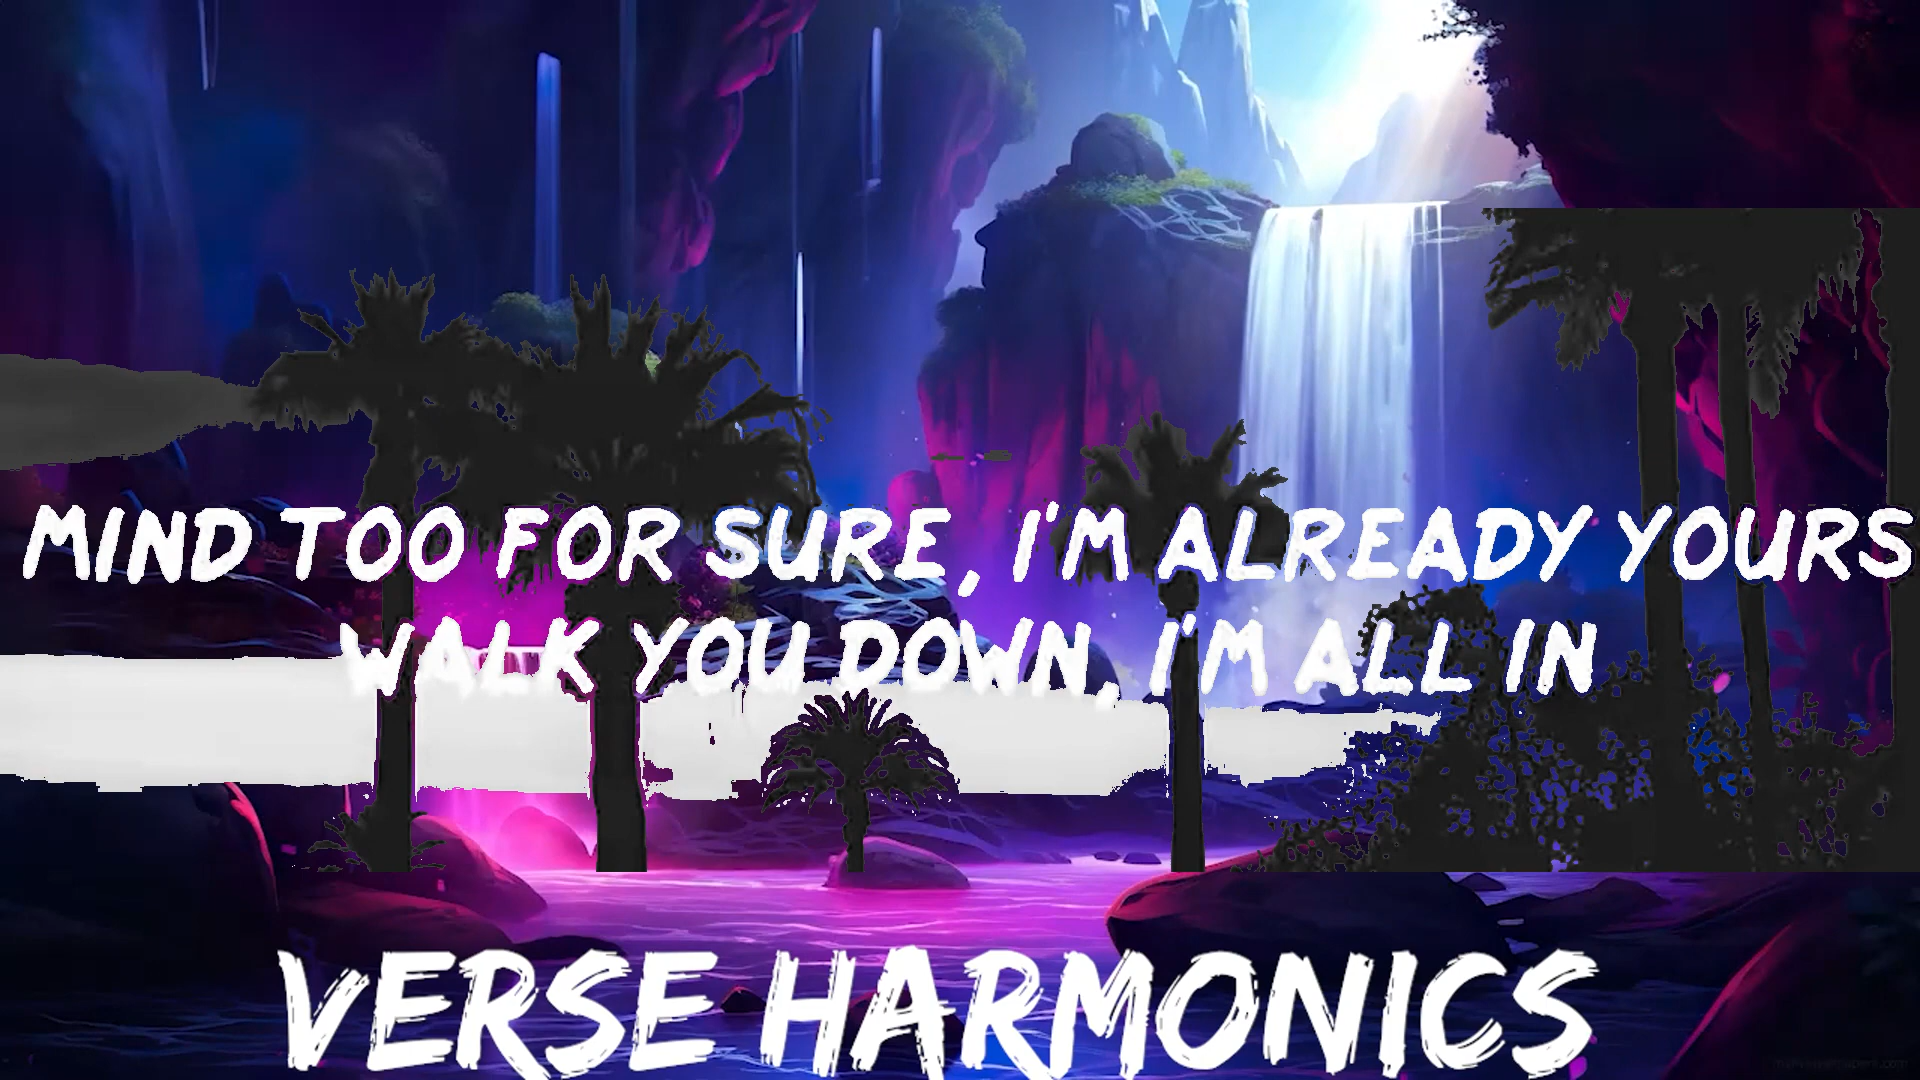 MIND TOO FOR SURE, I'M ALREADY YOURS
WALK YOU DOWN, I'M ALL IN
VERSE HARMONICS